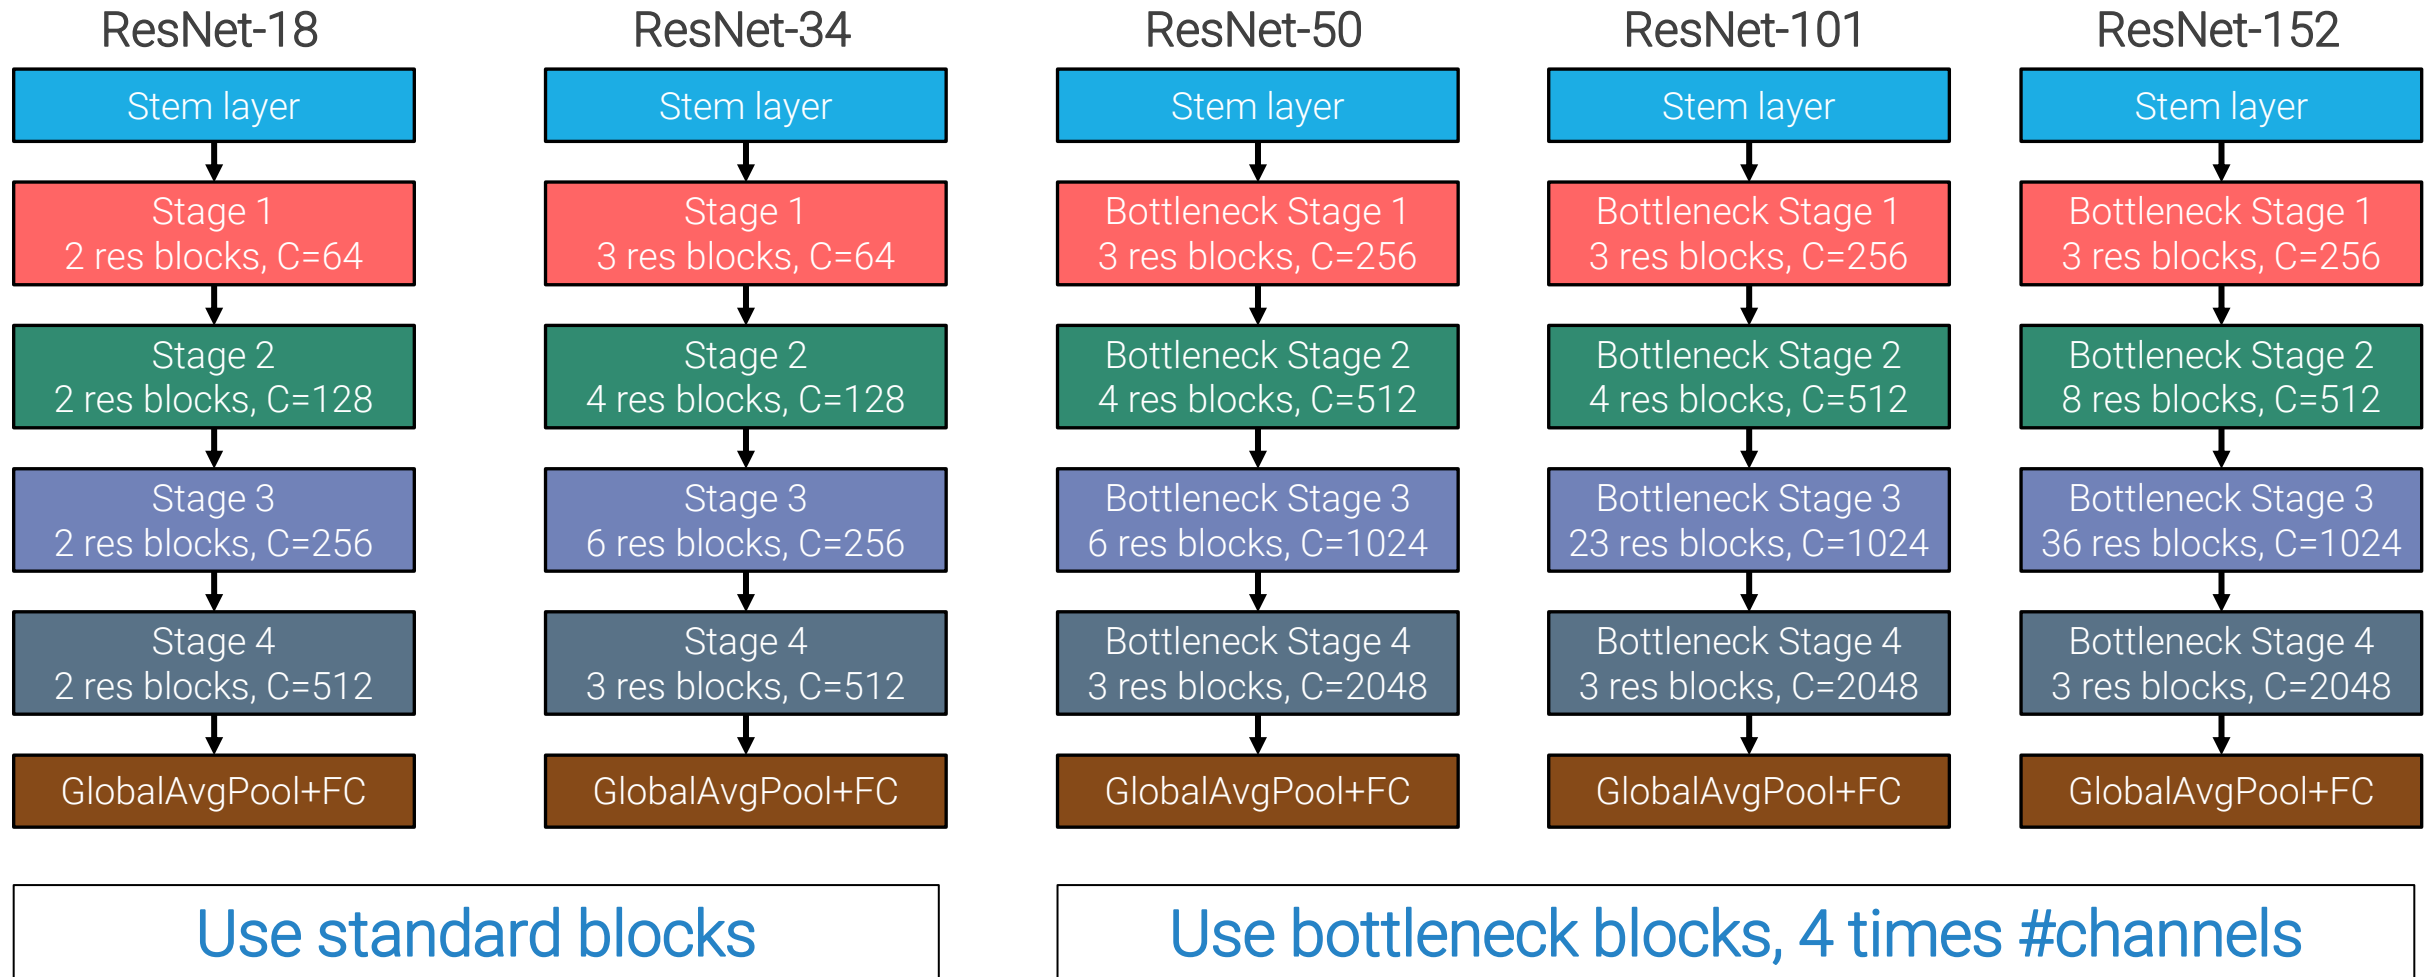 ResNet-18
Stem layer
Stage 1
2 res blocks, C=64
Stage 2
2 res blocks, C=128
Stage 3
2 res blocks, C=256
Stage 4
2 res blocks, C=512
GlobalAvgPool+FC
ResNet-34
Stem layer
Stage 1
3 res blocks, C=64
Stage 2
4 res blocks, C=128
Stage 3
6 res blocks, C=256
Stage 4
3 res blocks, C=512
GlobalAvgPool+FC
Use standard blocks
ResNet-50
Stem layer
Bottleneck Stage 1
3 res blocks, C=256
Bottleneck Stage 2
4 res blocks, C=512
Bottleneck Stage 3
6 res blocks, C=1024
Bottleneck Stage 4
3 res blocks, C=2048
GlobalAvgPool+FC
ResNet-101
Stem layer
Bottleneck Stage 1
3 res blocks, C=256
Bottleneck Stage 2
4 res blocks, C=512
Bottleneck Stage 3
23 res blocks, C=1024
Bottleneck Stage 4
3 res blocks, C=2048
GlobalAvgPool+FC
ResNet-152
Stem layer
Bottleneck Stage 1
3 res blocks, C=256
Bottleneck Stage 2
8 res blocks, C=512
Bottleneck Stage 3
36 res blocks, C=1024
Bottleneck Stage 4
3 res blocks, C=2048
GlobalAvgPool+FC
Use bottleneck blocks, 4 times #channels